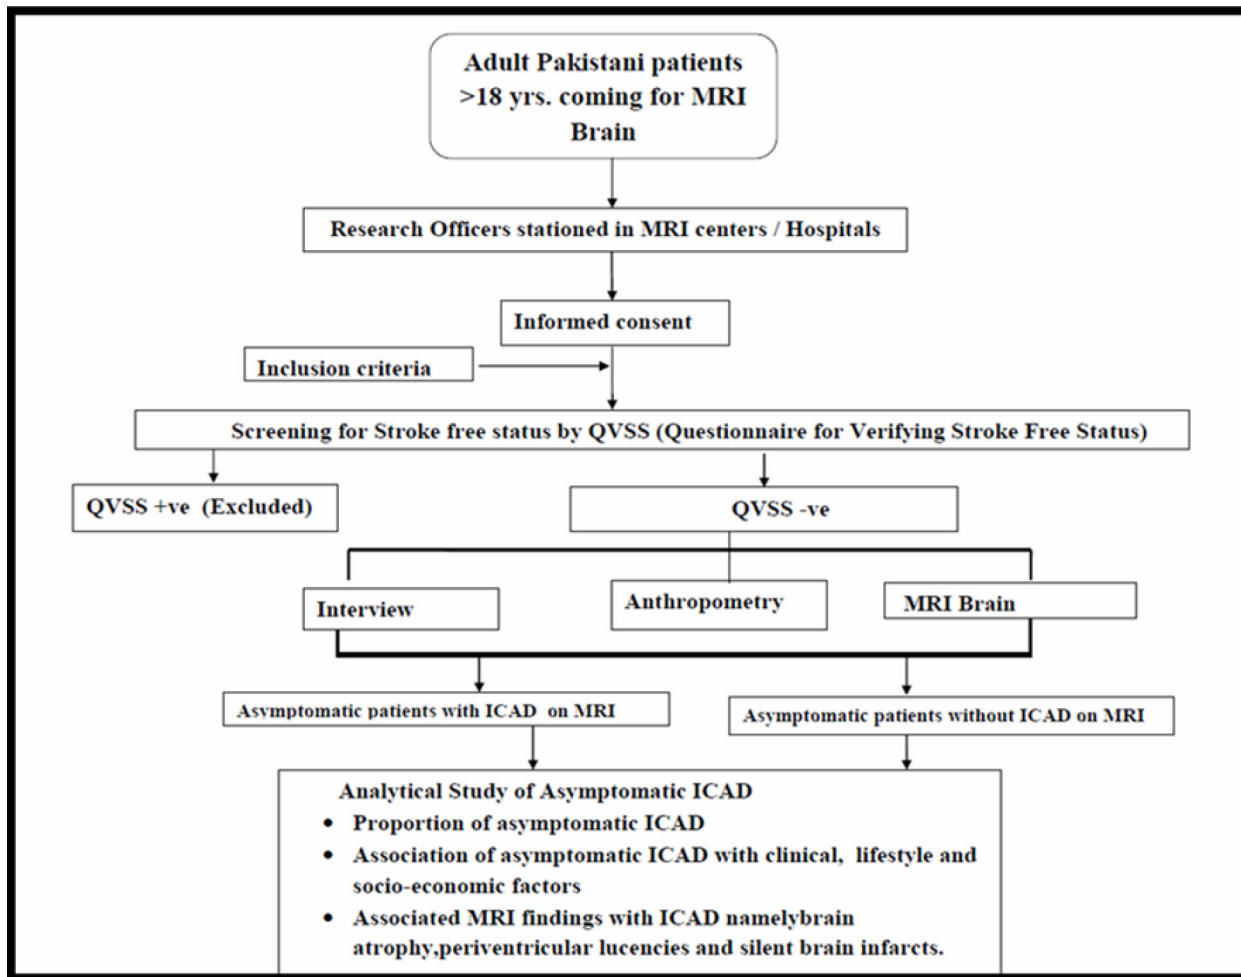 Adult Pakistani patients
>18 yrs. coming for MRI
Brain
Research Officers stationed in MRI centers / Hospitals
Informed consent
Inclusion criteria
Screening for Stroke free status by QVSS (Questionnaire for Verifying Stroke Free Status)
QVSS +ve (Excluded)
QVSS -ve
Interview
Anthropometry
MRI Brain
Asymptomatic patients with ICAD on MRI
Asymptomatic patients without ICAD on MRI
Analytical Study of Asymptomatic ICAD
• Proportion of asymptomatic ICAD
• Association of asymptomatic ICAD with clinical, lifestyle and
socio-economic factors
• Associated MRI findings with ICAD namelybrain
atrophy,periventricular lucencies and silent brain infarcts.